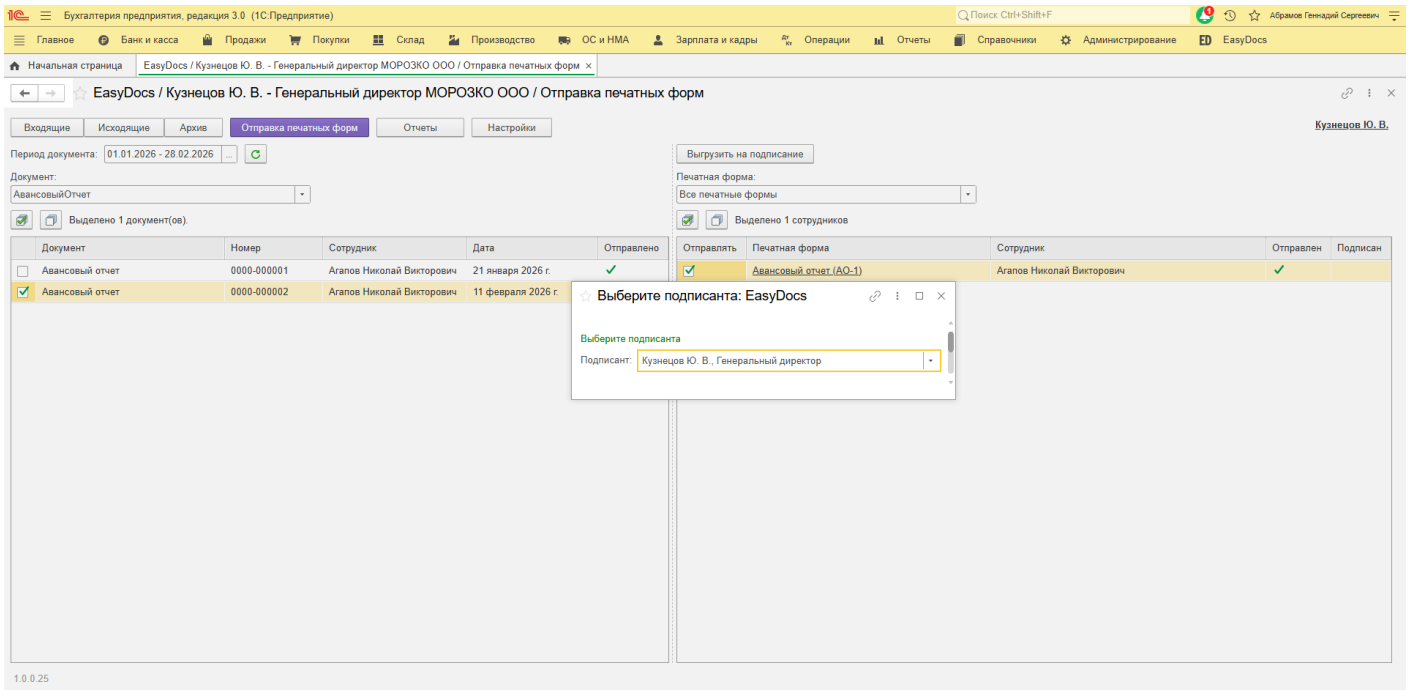 1С Бухгалтерия предприятия, редакция 3.0 (1С:Предприятие) Поиск Ctrl+Shift+F 1 Абрамов Геннадий Сергеевич
Главное Банк и касса Продажи Покупки Склад Производство ОС и НМА Зарплата и кадры Операции Отчеты Справочники Администрирование ED EasyDocs
Начальная страница EasyDocs / Кузнецов Ю. В. - Генеральный директор МОРОЗКО ООО / Отправка печатных форм ×
EasyDocs / Кузнецов Ю. В. - Генеральный директор МОРОЗКО ООО / Отправка печатных форм
Входящие Исходящие Архив Отправка печатных форм Отчеты Настройки Кузнецов Ю. В.
Период документа: 01.01.2026 - 28.02.2026 ... Выгрузить на подписание
Документ: Печатная форма:
АвансовыйОтчет Все печатные формы
Выделено 1 документ(ов). Выделено 1 сотрудников
Документ Номер Сотрудник Дата Отправлено Отправлять Печатная форма Сотрудник Отправлен Подписан
Авансовый отчет 0000-000001 Агапов Николай Викторович 21 января 2026 г. Авансовый отчет (АО-1) Агапов Николай Викторович
Авансовый отчет 0000-000002 Агапов Николай Викторович 11 февраля 2026 г.
Выберите подписанта: EasyDocs
Выберите подписанта
Подписант: Кузнецов Ю. В., Генеральный директор
1.0.0.25